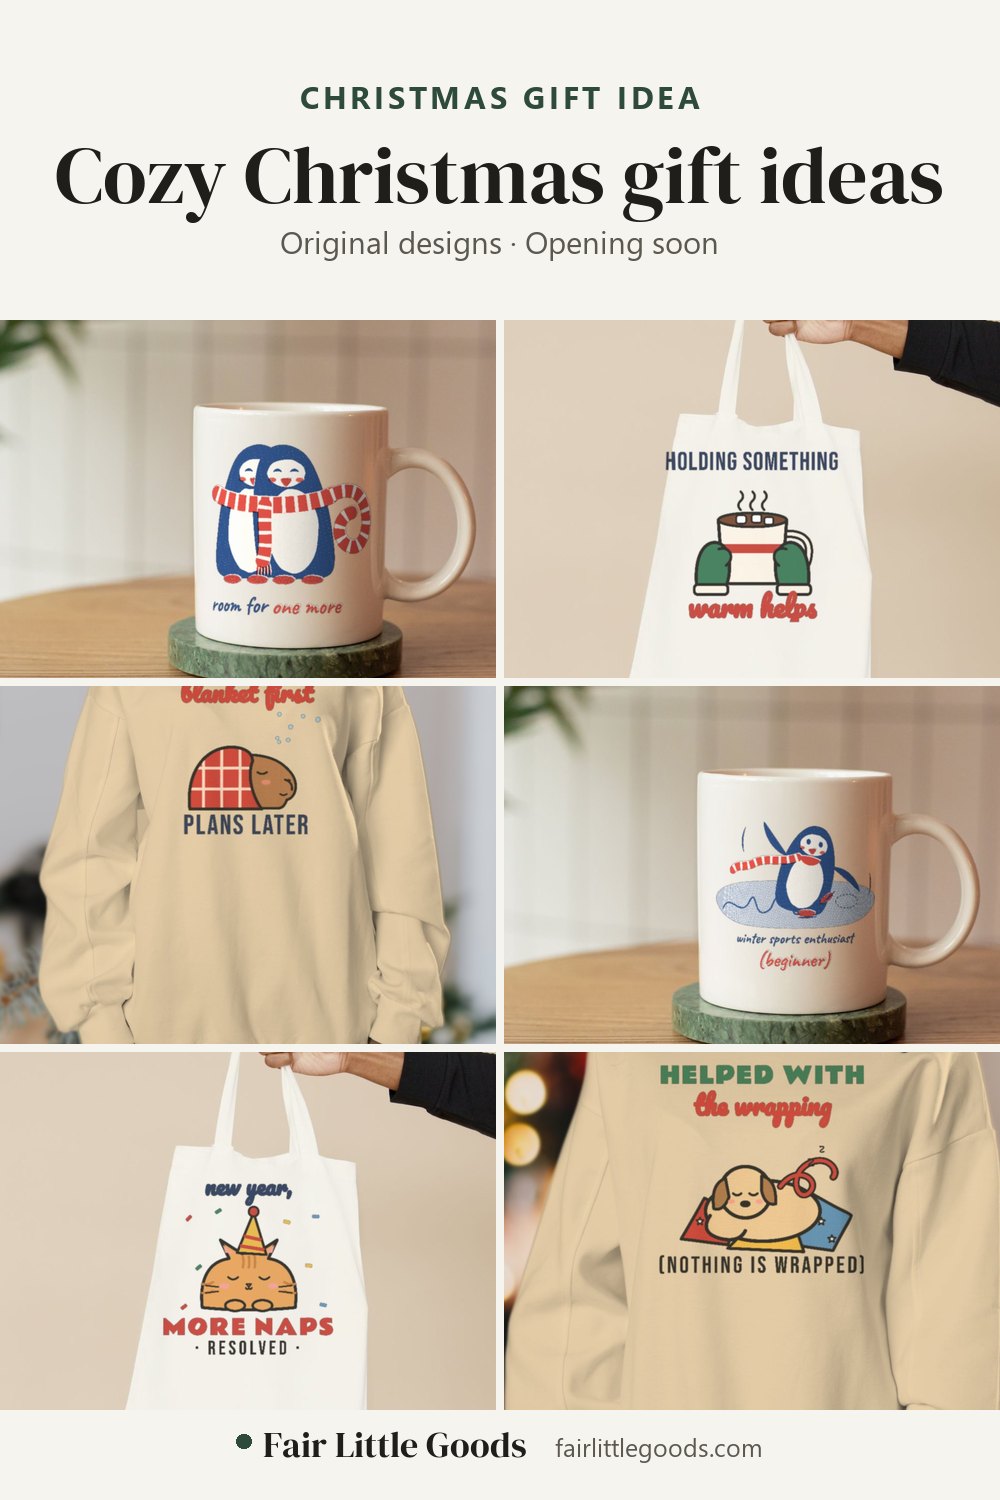 CHRISTMAS GIFT IDEA
Cozy Christmas gift ideas
Original designs · Opening soon
room for one more
HOLDING SOMETHING
warm helps
blanket first
PLANS LATER
winter sports enthusiast
(beginner)
new year,
MORE NAPS
· RESOLVED ·
HELPED WITH
the wrapping
z
(NOTHING IS WRAPPED)
Fair Little Goods
fairlittlegoods.com